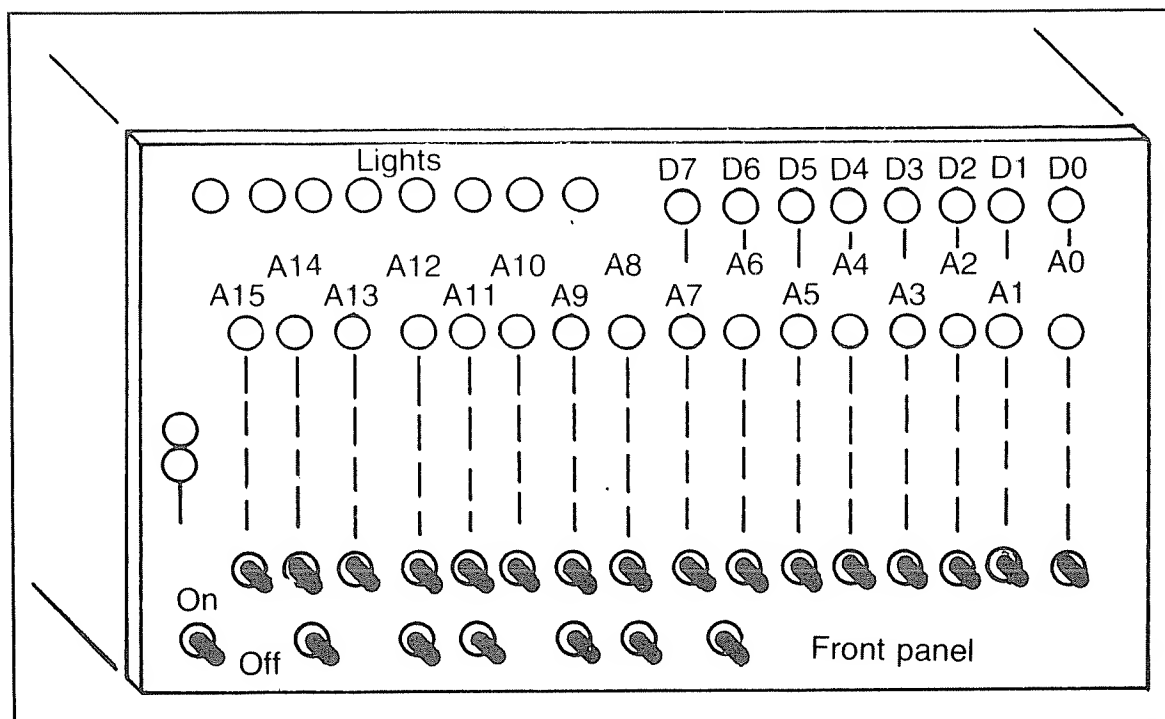 Lights
D7 D6 D5 D4 D3 D2 D1 D0
A14 A12 A10 A8 A6 A4 A2 A0
A15 A13 A11 A9 A7 A5 A3 A1
On
Off
Front panel